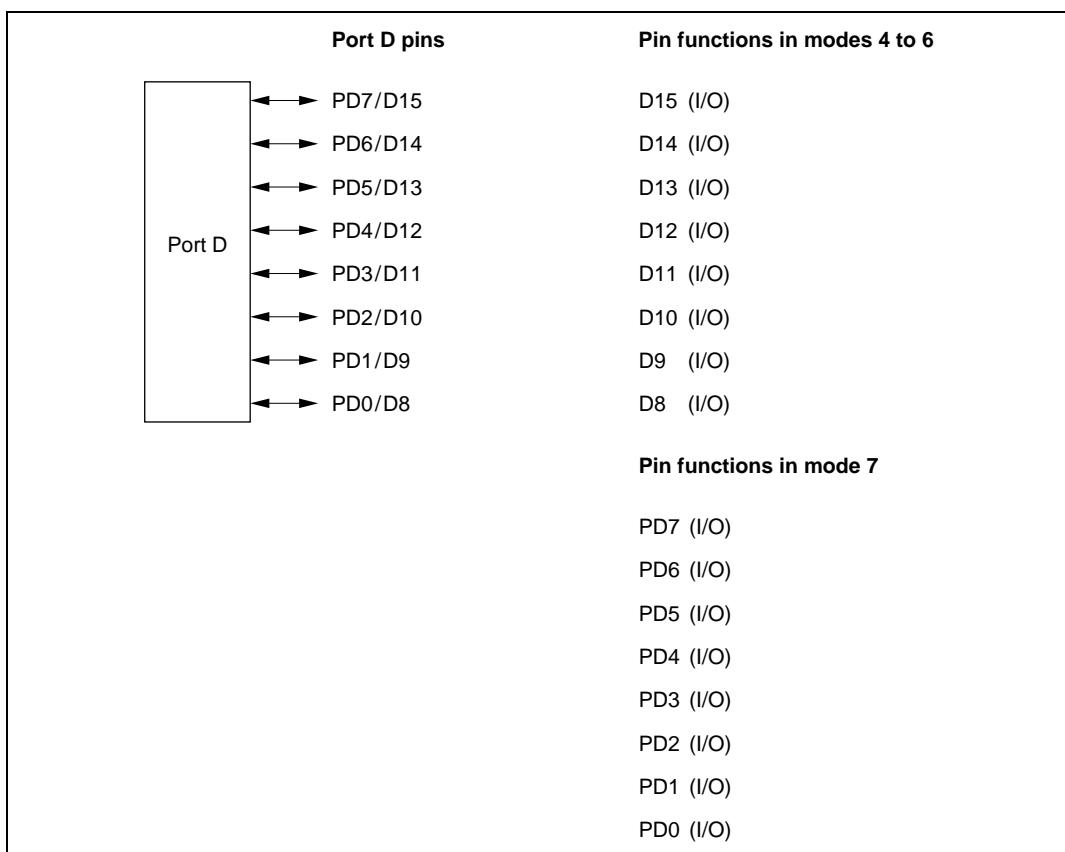 Port D pins Pin functions in modes 4 to 6
PD7/D15 D15 (I/O)
PD6/D14 D14 (I/O)
PD5/D13 D13 (I/O)
PD4/D12 D12 (I/O)
Port D
PD3/D11 D11 (I/O)
PD2/D10 D10 (I/O)
PD1/D9 D9 (I/O)
PD0/D8 D8 (I/O)
Pin functions in mode 7
PD7 (I/O)
PD6 (I/O)
PD5 (I/O)
PD4 (I/O)
PD3 (I/O)
PD2 (I/O)
PD1 (I/O)
PD0 (I/O)